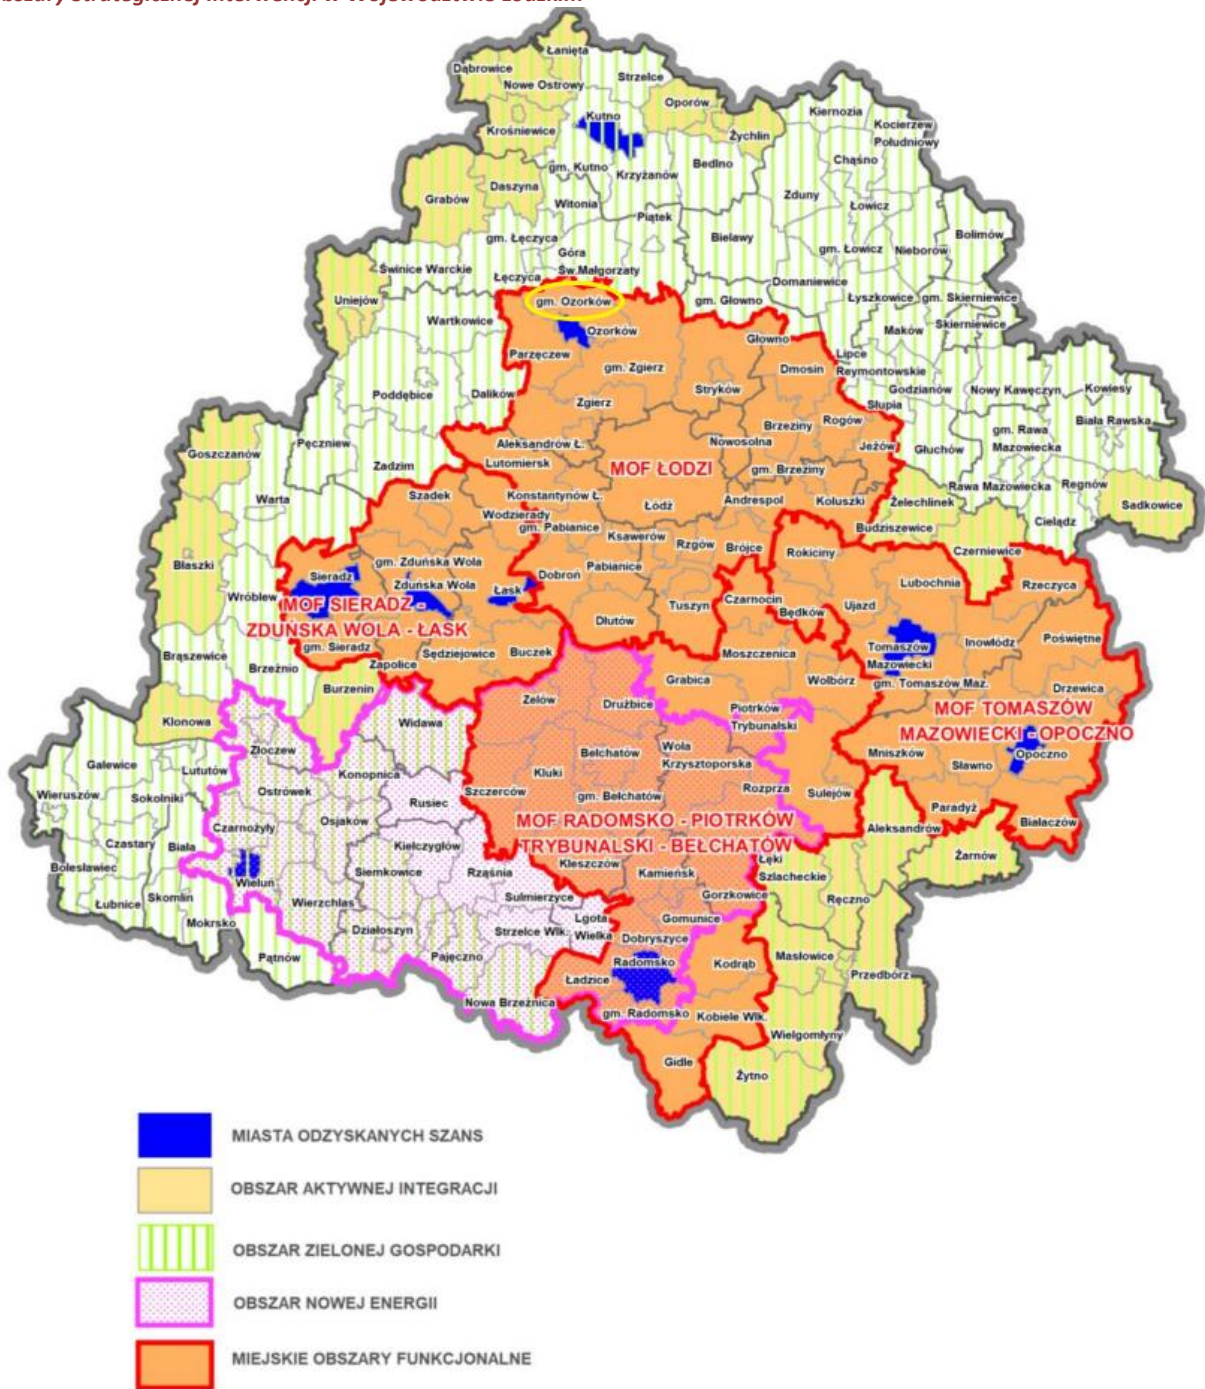 Obszary Strategicznej Interwencji w Województwie Łódzkim
Łanięta
Dąbrowice
Strzelce
Nowe Ostrowy
Oporów
Kiernozia
Kutno
Kocierzew
Południowy
Krośniewice
Żychlin
Chąśno
Bedlno
gm. Kutno
Krzyżanów
Daszyna
Zduny
Grabów
Witonia
Łowicz
Piątek
Bolimów
gm. Łęczyca
Bielawy
gm. Łowicz
Nieborów
Góra
Św.Małgorzaty
Świnice Warckie
Łęczyca
Domaniewice
Uniejów
gm. Ozorków
gm. Głowno
Łyszkowice
gm. Skierniewice
Wartkowice
Ozorków
Maków
Skierniewice
Głowno
Parzęczew
Lipce
Reymontowskie
gm. Zgierz
Dmosin
Stryków
Godzianów
Nowy Kawęczyn
Kowiesy
Poddębice
Dalików
Zgierz
Słupia
Rogów
Biała Rawska
Brzeziny
gm. Rawa
Mazowiecka
Pęczniew
Aleksandrów Ł.
Nowosolna
Jeżów
Głuchów
Goszczanów
Zadzim
Lutomiersk
MOF ŁODZI
gm. Brzeziny
Rawa Mazowiecka
Regnów
Warta
Szadek
Konstantynów Ł.
Łódź
Andrespol
Koluszki
Żelechlinek
Sadkowice
Wodzierady
gm. Pabianice
Ksawerów
Budziszewice
Cielądz
Rzgów
Brójce
Rokiciny
Czerniewice
Błaszki
gm. Zduńska Wola
Sieradz
Zduńska Wola
Dobroń
Pabianice
Lubochnia
Rzeczyca
Wróblew
Łask
MOF SIERADZ -
ZDUŃSKA WOLA - ŁASK
Tuszyn
Czarnocin
Będków
Ujazd
Dłutów
Poświętne
gm. Sieradz
Tomaszów
Mazowiecki
Inowłódz
Brąszewice
Brzeźnio
Zapolice
Sędziejowice
Buczek
Moszczenica
Wolbórz
gm. Tomaszów Maz.
Burzenin
Grabica
Drzewica
Zelów
Drużbice
Piotrków
Trybunalski
MOF TOMASZÓW
MAZOWIECKI - OPOCZNO
Klonowa
Widawa
Złoczew
Bełchatów
Wola
Krzysztoporska
Mniszków
Sławno
Opoczno
Galewice
Lututów
Konopnica
Kluki
Wieruszów
Sokolniki
Ostrówek
Rusiec
Szczerców
gm. Bełchatów
Rozprza
Sulejów
Paradyż
Czarnożyły
Osjaków
MOF RADOMSKO - PIOTRKÓW
TRYBUNALSKI - BEŁCHATÓW
Aleksandrów
Białaczów
Czastary
Biała
Kiełczygłów
Żarnów
Bolesławiec
Siemkowice
Rząśnia
Kleszczów
Kamieńsk
Łęki
Szlacheckie
Wieluń
Skomlin
Łubnice
Wierzchlas
Sulmierzyce
Gorzkowice
Ręczno
Mokrsko
Działoszyn
Strzelce Wlk.
Lgota
Wielka
Gomunice
Dobryszyce
Pątnów
Pajęczno
Radomsko
Kodrąb
Masłowice
Przedbórz
Ładzice
Nowa Brzeźnica
gm. Radomsko
Kobiele Wlk.
Wielgomłyny
Gidle
Żytno
MIASTA ODZYSKANYCH SZANS
OBSZAR AKTYWNEJ INTEGRACJI
OBSZAR ZIELONEJ GOSPODARKI
OBSZAR NOWEJ ENERGII
MIEJSKIE OBSZARY FUNKCJONALNE